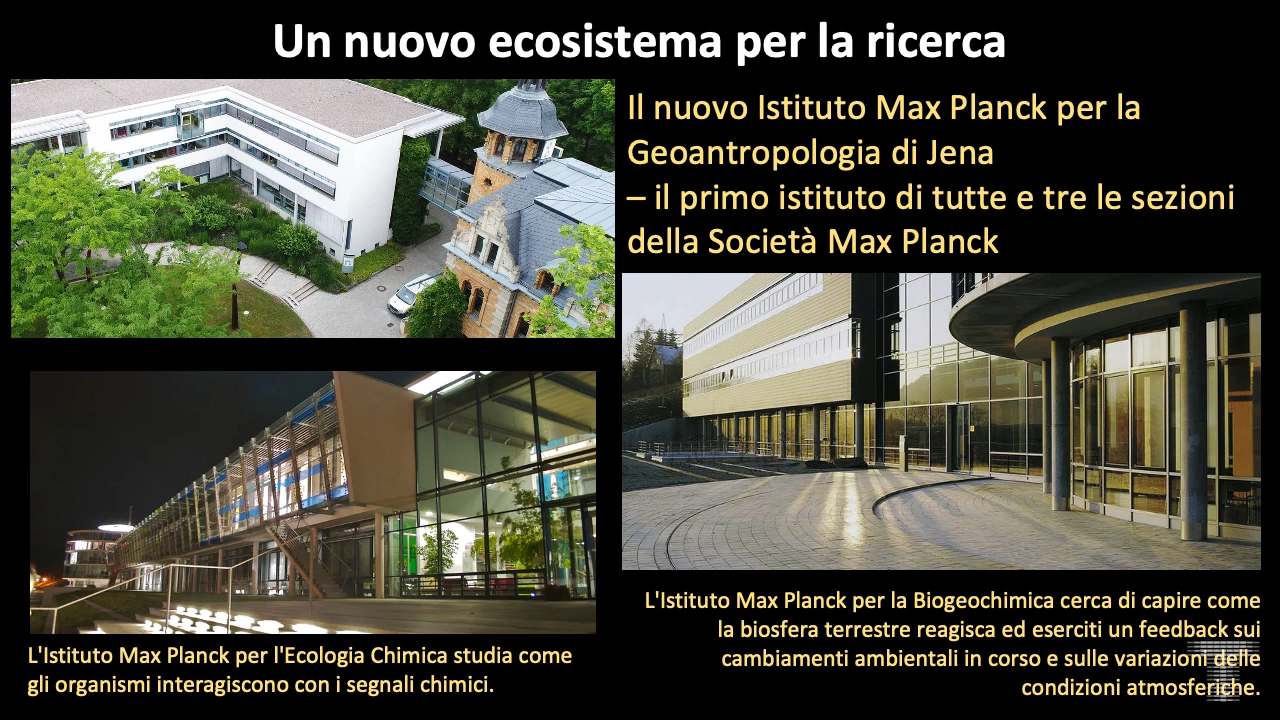 Un nuovo ecosistema per la ricerca
Il nuovo Istituto Max Planck per la
Geoantropologia di Jena
– il primo istituto di tutte e tre le sezioni
della Società Max Planck
L'Istituto Max Planck per l'Ecologia Chimica studia come
gli organismi interagiscono con i segnali chimici.
L'Istituto Max Planck per la Biogeochimica cerca di capire come
la biosfera terrestre reagisca ed eserciti un feedback sui
cambiamenti ambientali in corso e sulle variazioni delle
condizioni atmosferiche.